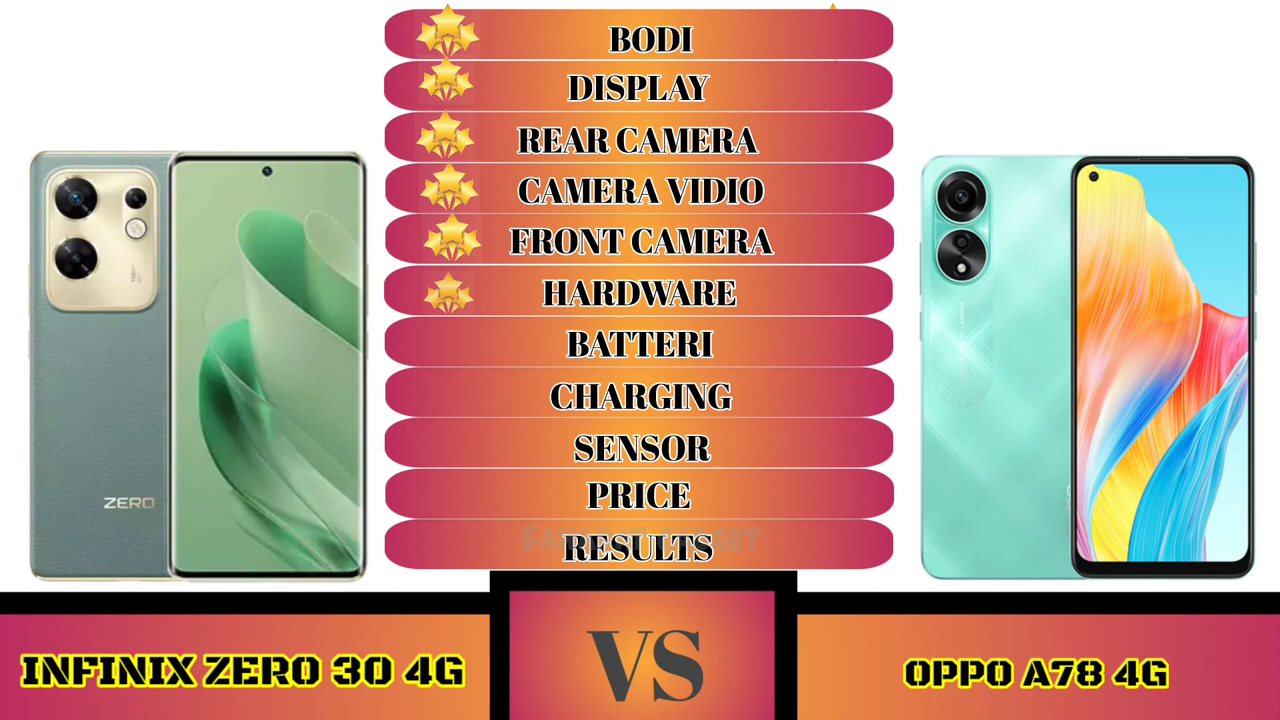 BODI
DISPLAY
REAR CAMERA
CAMERA VIDIO
FRONT CAMERA
HARDWARE
BATTERI
CHARGING
SENSOR
PRICE
RESULTS
ZERO
INFINIX ZERO 30 4G
VS
OPPO A78 4G